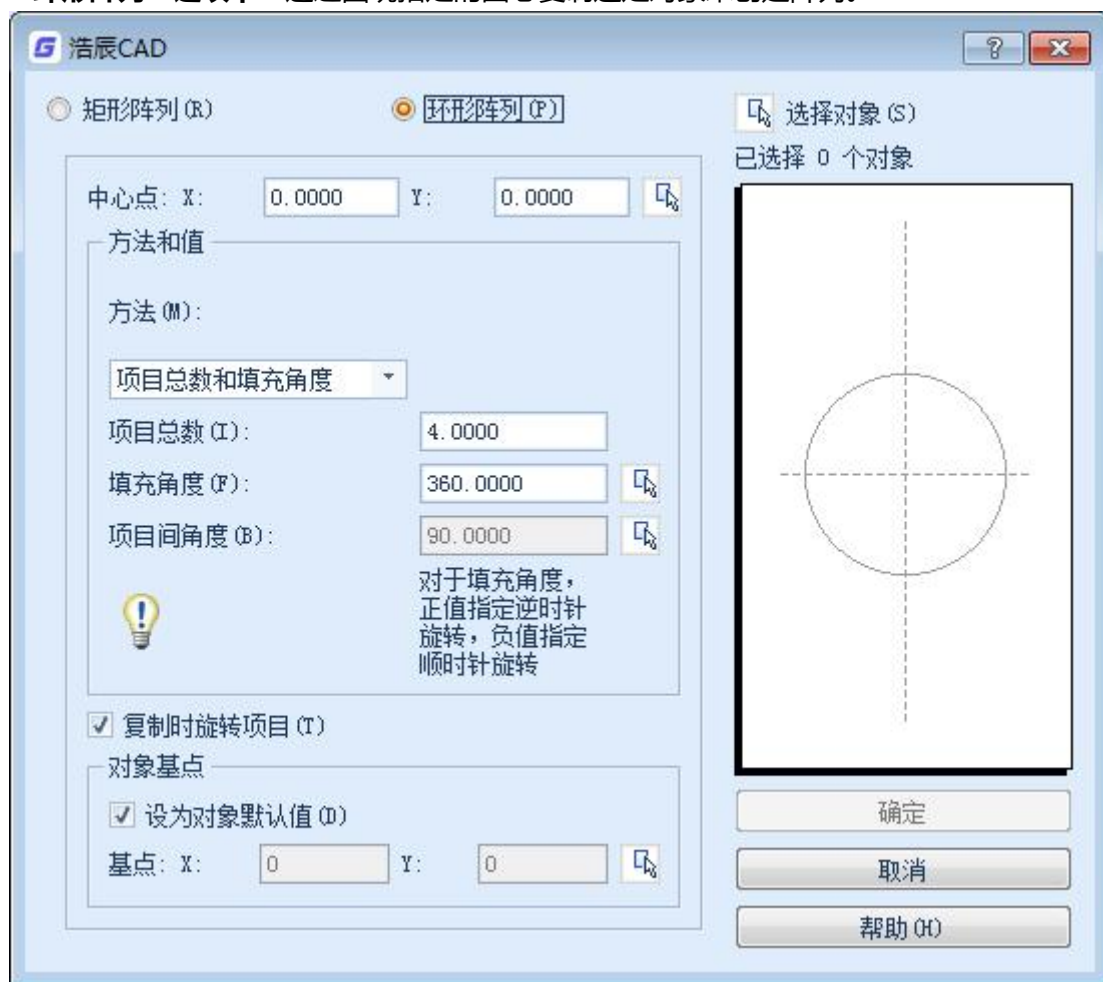 浩辰CAD
矩形阵列(R)
环形阵列(P)
选择对象(S)
已选择 0 个对象
中心点: X: 0.0000 Y: 0.0000
方法和值
方法(M):
项目总数和填充角度
项目总数(I): 4.0000
填充角度(F): 360.0000
项目间角度(B): 90.0000
对于填充角度,
正值指定逆时针
旋转,负值指定
顺时针旋转
复制时旋转项目(T)
对象基点
设为对象默认值(D)
基点: X: 0 Y: 0
确定
取消
帮助(H)